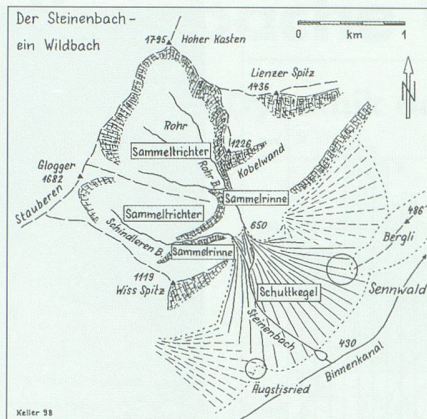 Der Steinenbach -
ein Wildbach
0 1
km
1795 Hoher Kasten
Lienzer Spitz
1436
N
Rohr
1226
Sammeltrichter
Kobelwand
Rohr B.
Glogger
1682
Stauberen
Sammelrinne
Sammeltrichter
650
486
Bergli
Schindleren B.
Sammelrinne
Schuttkegel
Sennwald
1119
Wiss Spitz
Steinenbach
430
Binnenkanal
Äugstisried
Keller 98